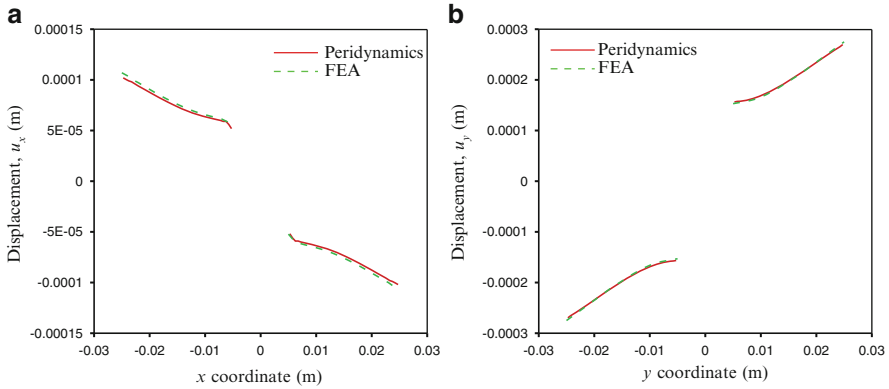 a
0.00015
0.0001
5E-05
0
-5E-05
-0.0001
-0.00015
Displacement, u_x (m)
Peridynamics
FEA
-0.03 -0.02 -0.01 0 0.01 0.02 0.03
x coordinate (m)
b
0.0003
0.0002
0.0001
0
-0.0001
-0.0002
-0.0003
Displacement, u_y (m)
Peridynamics
FEA
-0.03 -0.02 -0.01 0 0.01 0.02 0.03
y coordinate (m)